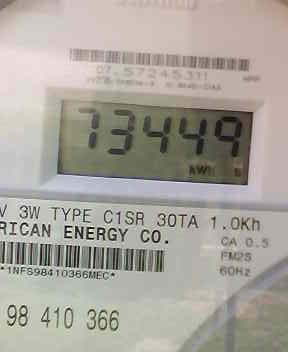 07.57245311
73449
kWh
V 3W TYPE C1SR 30TA 1.0Kh
RICAN ENERGY CO. CA 0.5
FM2S
60Hz
*1NFS98410366MEC*
98 410 366